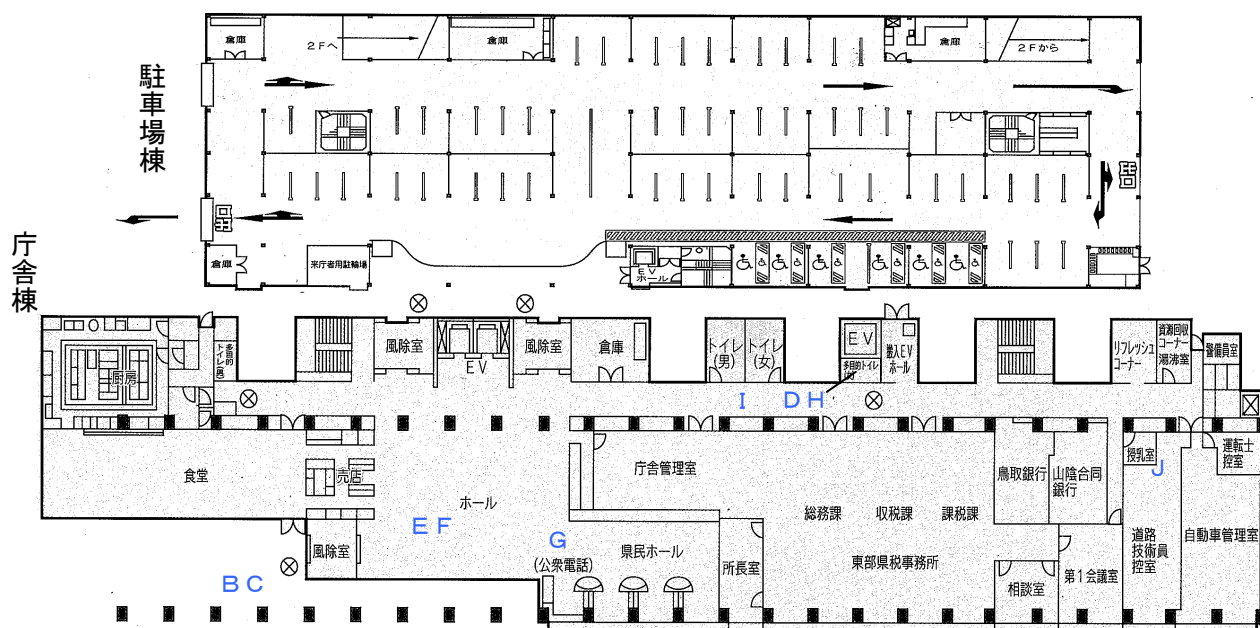 駐車場棟
倉庫
2Fへ
倉庫
倉庫
2Fから
倉庫
来庁者用駐輪場
EV
ホール
庁舎棟
厨房
多目的
風除室
EV
風除室
倉庫
トイレ
(男)
トイレ
(女)
EV
多目的トイレ
搬入EV
ホール
リフレッシュ
コーナー
資源回収
コーナー
湯沸室
警備員室
I
D H
食堂
売店
ホール
E F
風除室
B C
G
(公衆電話)
庁舎管理室
県民ホール
所長室
総務課
収税課
課税課
東部県税事務所
鳥取銀行
山陰合同
銀行
相談室
第1会議室
授乳室
J
道路
技術員
控室
運転士
控室
自動車管理室